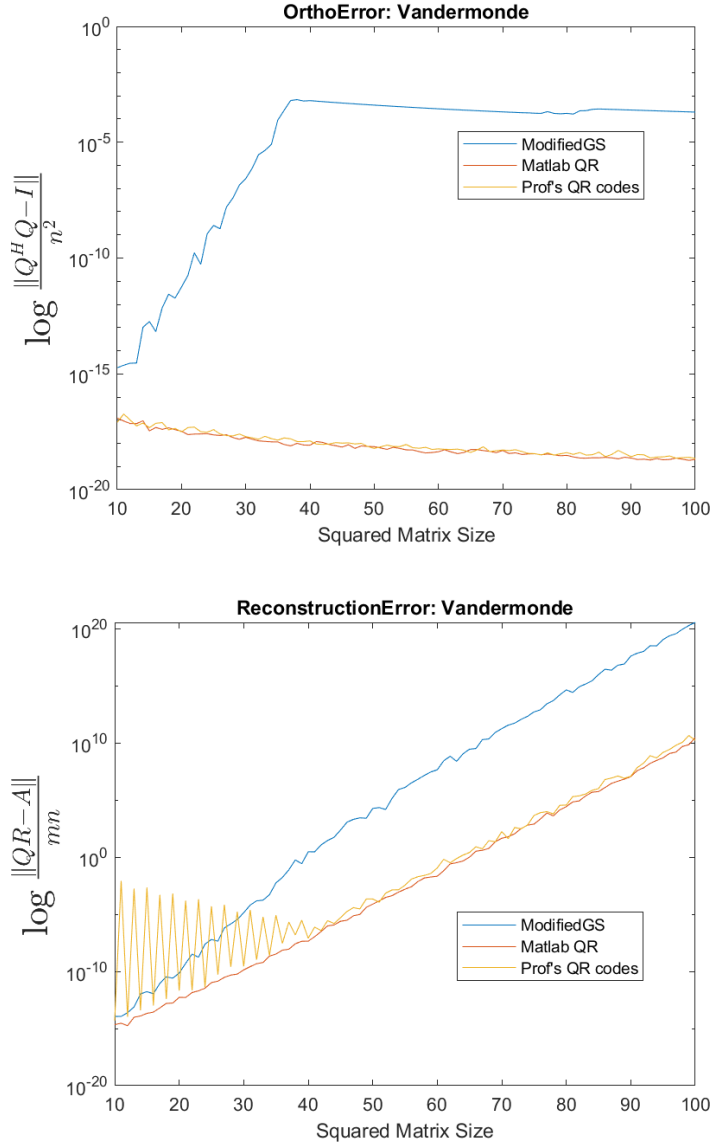 OrthoError: Vandermonde
10^0
10^-5
10^-10
10^-15
10^-20
log ||Q^H Q−I|| / n^2
ModifiedGS
Matlab QR
Prof's QR codes
10 20 30 40 50 60 70 80 90 100
Squared Matrix Size
ReconstructionError: Vandermonde
10^20
10^10
10^0
10^-10
10^-20
log ||QR−A|| / mn
ModifiedGS
Matlab QR
Prof's QR codes
10 20 30 40 50 60 70 80 90 100
Squared Matrix Size